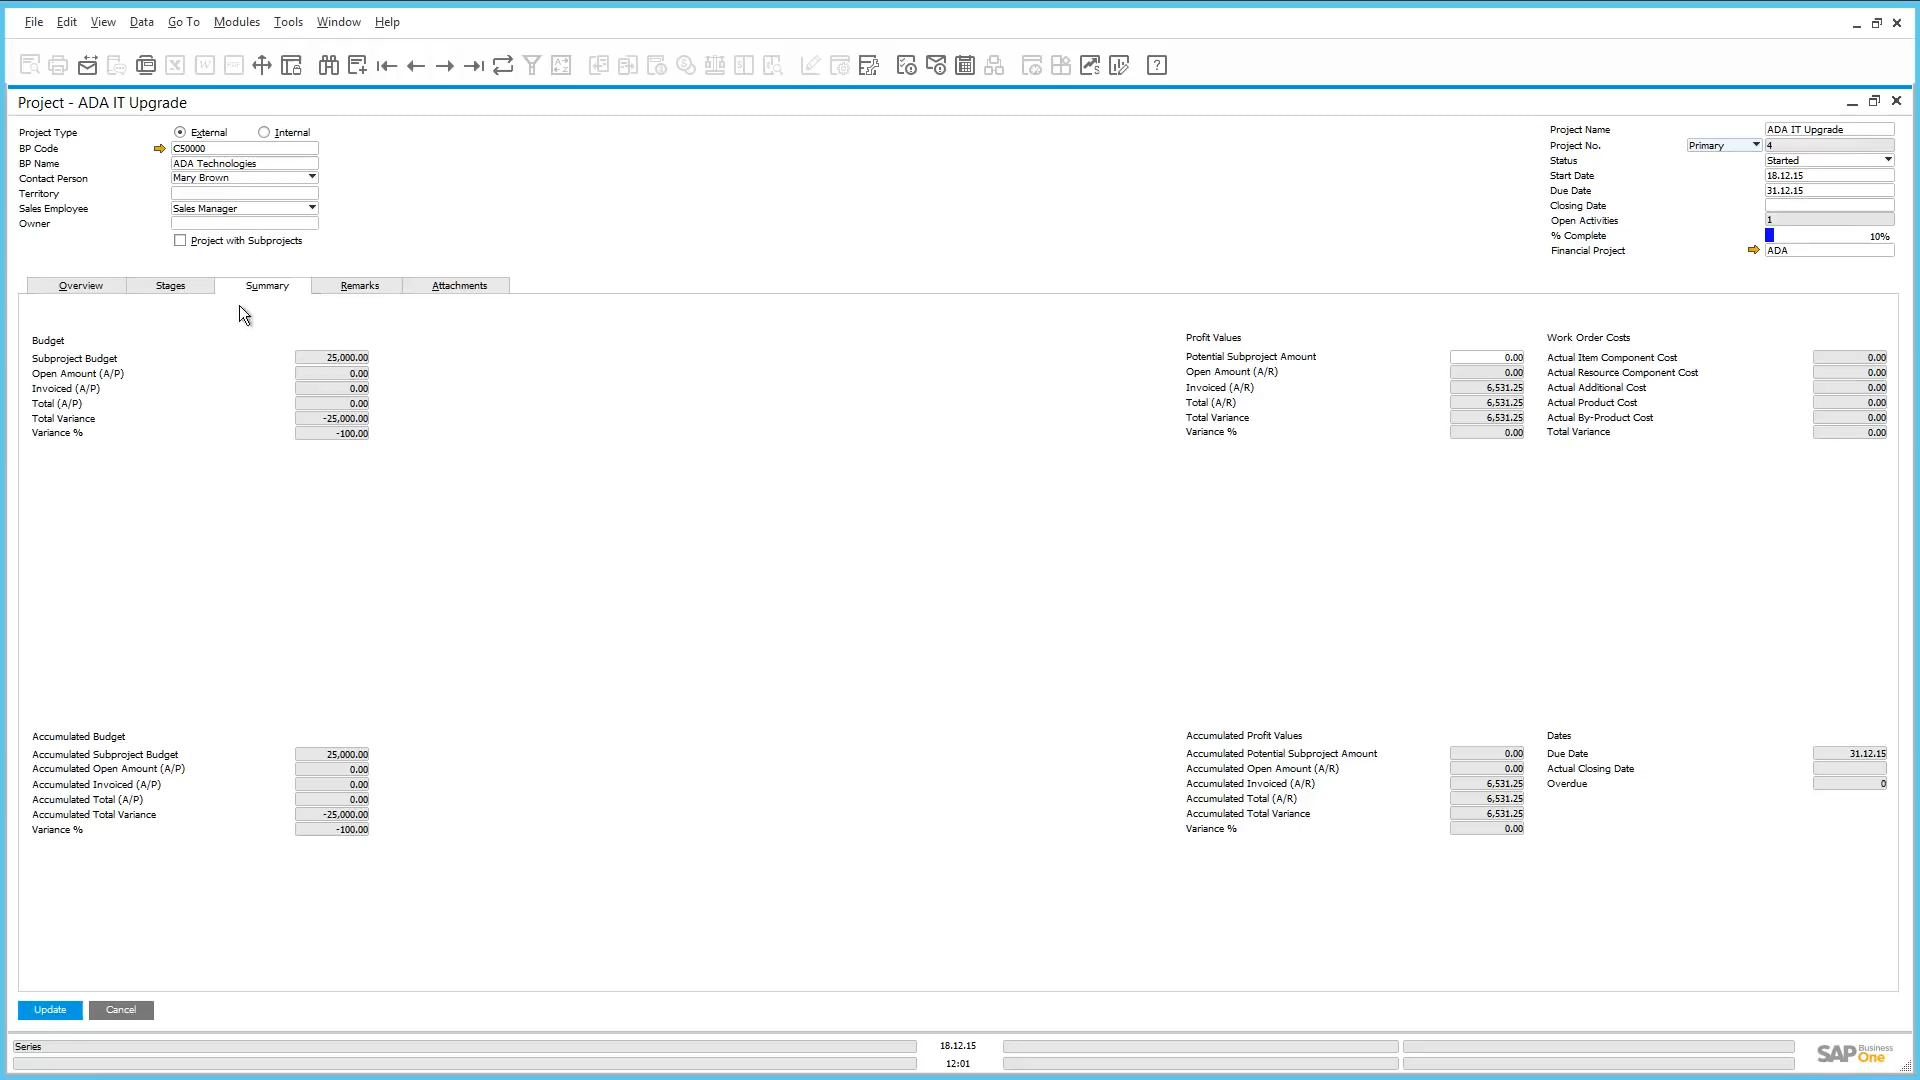 File Edit View Data Go To Modules Tools Window Help
Project - ADA IT Upgrade
Project Type External Internal
BP Code C50000
BP Name ADA Technologies
Contact Person Mary Brown
Territory
Sales Employee Sales Manager
Owner
Project with Subprojects
Project Name ADA IT Upgrade
Project No. Primary 4
Status Started
Start Date 18.12.15
Due Date 31.12.15
Closing Date
Open Activities 1
% Complete 10%
Financial Project ADA
Overview Stages Summary Remarks Attachments
Budget
Subproject Budget 25,000.00
Open Amount (A/P) 0.00
Invoiced (A/P) 0.00
Total (A/P) 0.00
Total Variance -25,000.00
Variance % -100.00
Profit Values
Potential Subproject Amount 0.00
Open Amount (A/R) 0.00
Invoiced (A/R) 6,531.25
Total (A/R) 6,531.25
Total Variance 6,531.25
Variance % 0.00
Work Order Costs
Actual Item Component Cost 0.00
Actual Resource Component Cost 0.00
Actual Additional Cost 0.00
Actual Product Cost 0.00
Actual By-Product Cost 0.00
Total Variance 0.00
Accumulated Budget
Accumulated Subproject Budget 25,000.00
Accumulated Open Amount (A/P) 0.00
Accumulated Invoiced (A/P) 0.00
Accumulated Total (A/P) 0.00
Accumulated Total Variance -25,000.00
Variance % -100.00
Accumulated Profit Values
Accumulated Potential Subproject Amount 0.00
Accumulated Open Amount (A/R) 0.00
Accumulated Invoiced (A/R) 6,531.25
Accumulated Total (A/R) 6,531.25
Accumulated Total Variance 6,531.25
Variance % 0.00
Dates
Due Date 31.12.15
Actual Closing Date
Overdue 0
Update Cancel
Series 18.12.15
12:01
SAP Business One